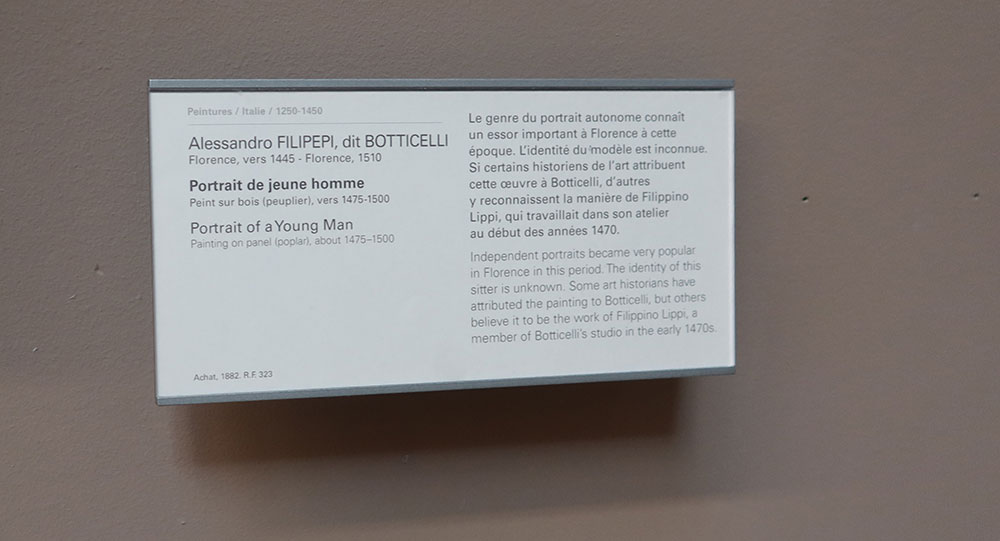 Peintures / Italie / 1250-1450
Alessandro FILIPEPI, dit BOTTICELLI
Florence, vers 1445 - Florence, 1510
Portrait de jeune homme
Peint sur bois (peuplier), vers 1475-1500
Portrait of a Young Man
Painting on panel (poplar), about 1475–1500
Achat, 1882. R.F. 323
Le genre du portrait autonome connaît
un essor important à Florence à cette
époque. L'identité du modèle est inconnue.
Si certains historiens de l'art attribuent
cette œuvre à Botticelli, d'autres
y reconnaissent la manière de Filippino
Lippi, qui travaillait dans son atelier
au début des années 1470.
Independent portraits became very popular
in Florence in this period. The identity of this
sitter is unknown. Some art historians have
attributed the painting to Botticelli, but others
believe it to be the work of Filippino Lippi, a
member of Botticelli's studio in the early 1470s.